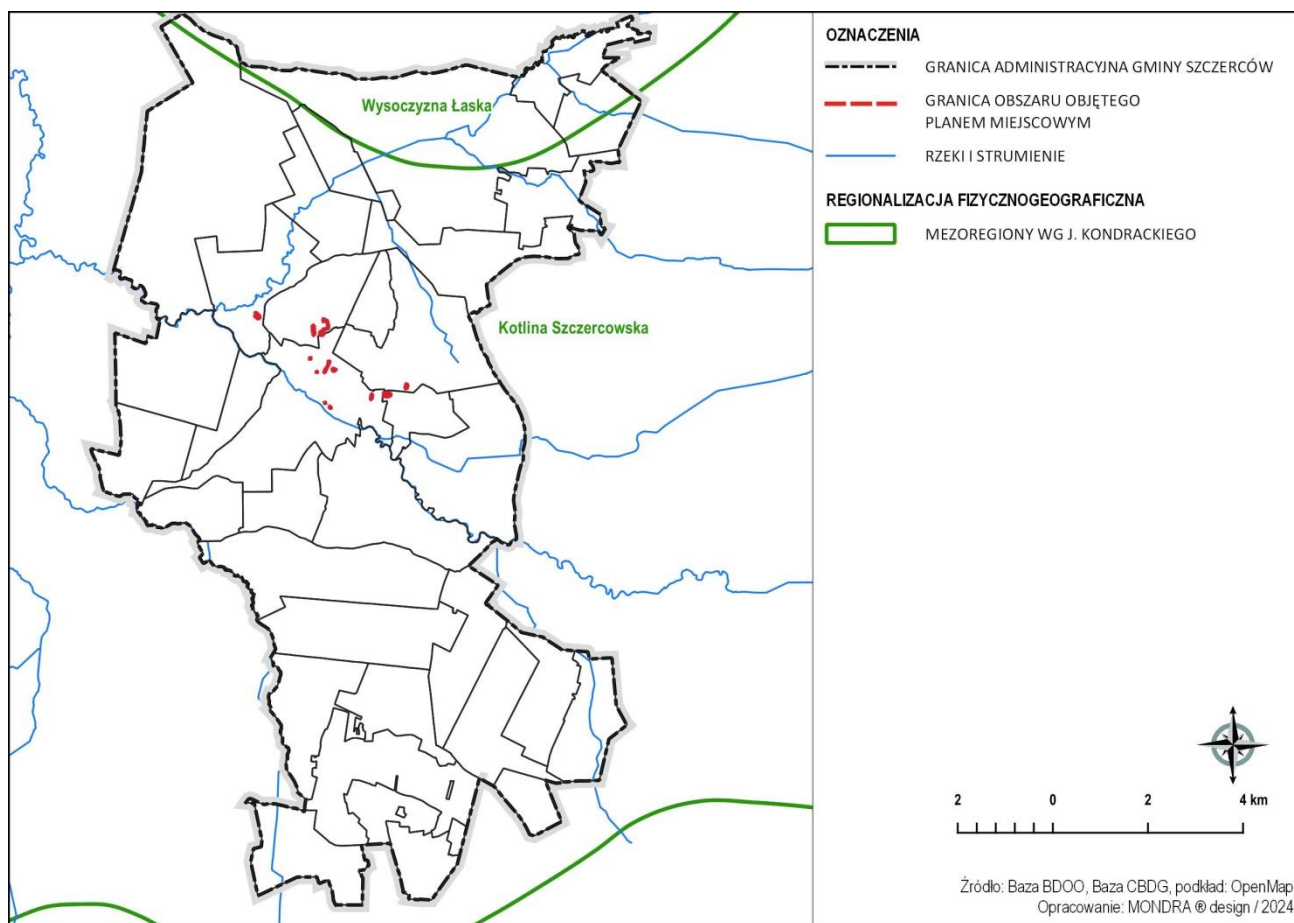 Wysoczyzna Łaska
Kotlina Szczercowska
OZNACZENIA
GRANICA ADMINISTRACYJNA GMINY SZCZERCÓW
GRANICA OBSZARU OBJĘTEGO
PLANEM MIEJSCOWYM
RZEKI I STRUMIENIE
REGIONALIZACJA FIZYCZNOGEOGRAFICZNA
MEZOREGIONY WG J. KONDRACKIEGO
2 0 2 4 km
Źródło: Baza BDOO, Baza CBDG, podkład: OpenMap
Opracowanie: MONDRA ® design / 2024